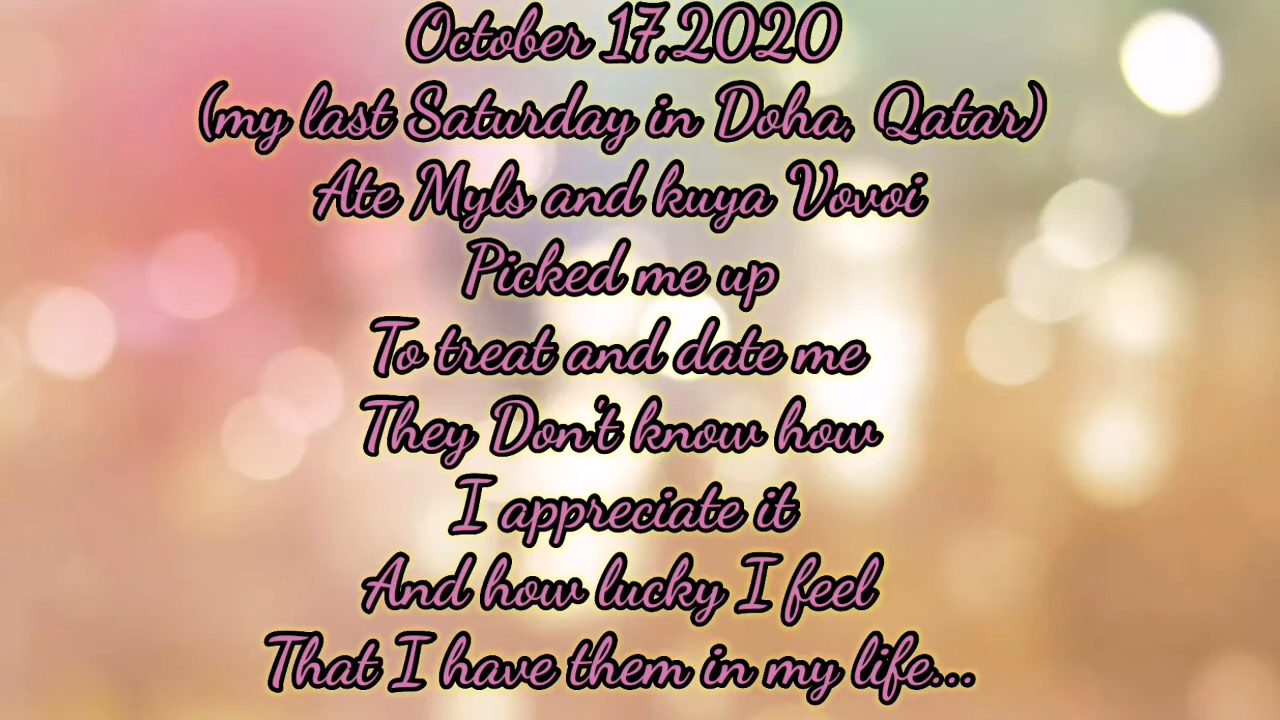 October 17,2020
(my last Saturday in Doha, Qatar)
Ate Myls and kuya Vovoi
Picked me up
To treat and date me
They Don't know how
I appreciate it
And how lucky I feel
That I have them in my life...